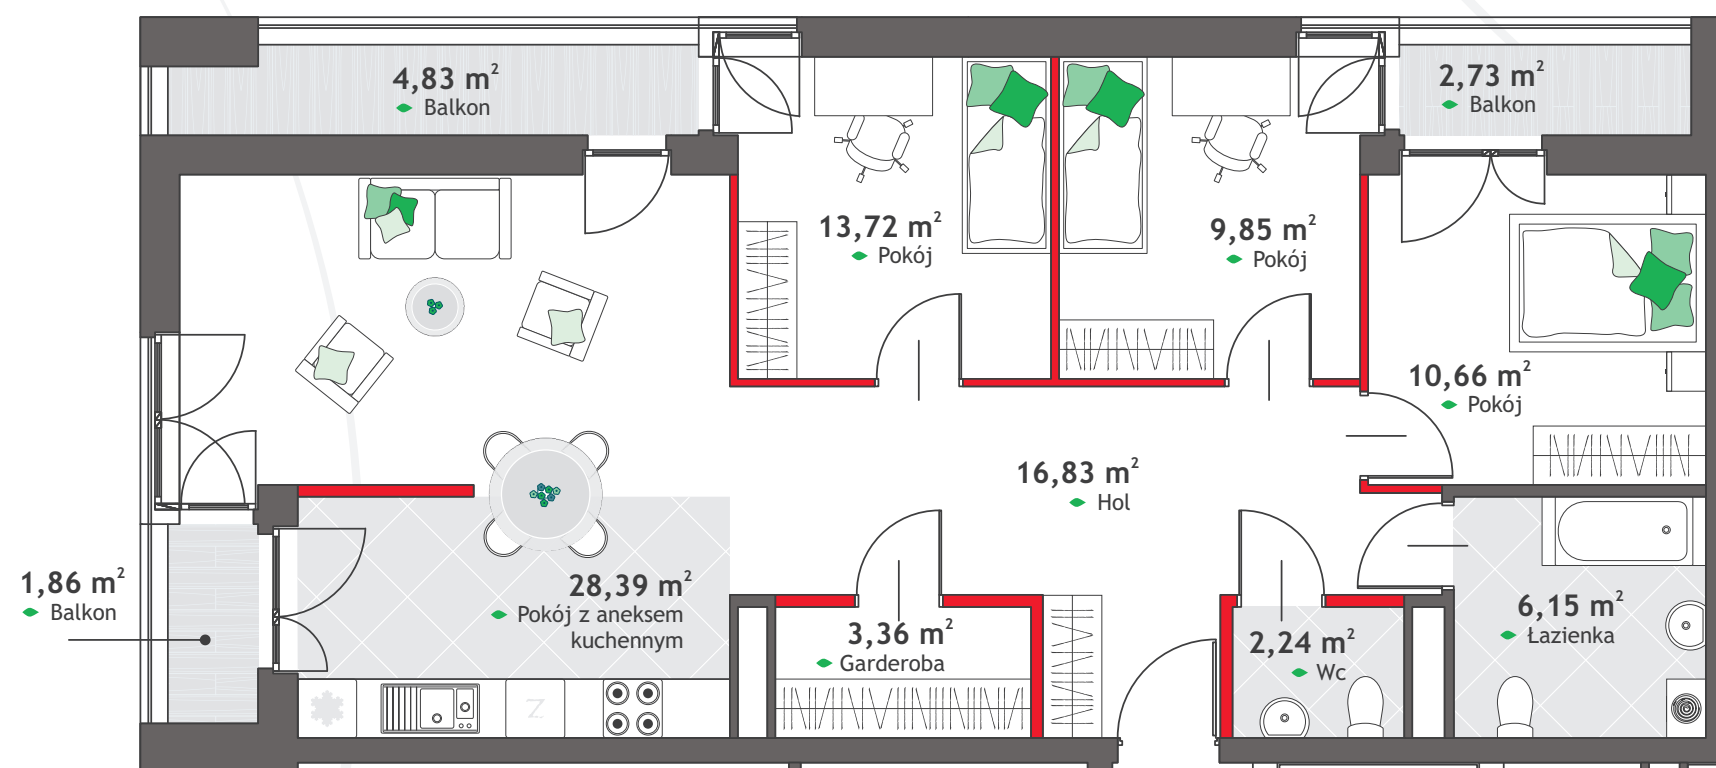 4,83 m²
Balkon
2,73 m²
Balkon
13,72 m²
Pokój
9,85 m²
Pokój
10,66 m²
Pokój
16,83 m²
Hol
1,86 m²
Balkon
28,39 m²
Pokój z aneksem
kuchennym
3,36 m²
Garderoba
2,24 m²
Wc
6,15 m²
Łazienka
Z